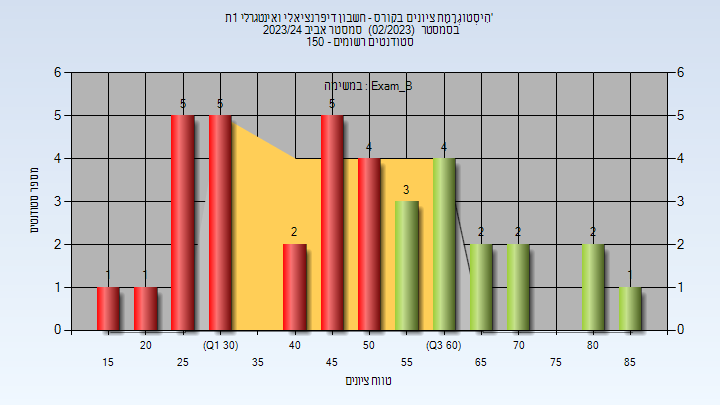 הִיסְטוֹגְרָמַת ציונים בקורס - חשבון דיפרנציאלי ואינטגרלי 1ת'
בסמסטר (02/2023) סמסטר אביב 2023/24
סטודנטים רשומים - 150
במשימה : Exam_B
מספר סטודנטים
6 6
5 5
4 4
3 3
2 2
1 1
0 0
1 1 5 5 2 5 4 3 4 2 2 2 1
20 (Q1 30) 40 50 (Q3 60) 70 80
15 25 35 45 55 65 75 85
טווח ציונים